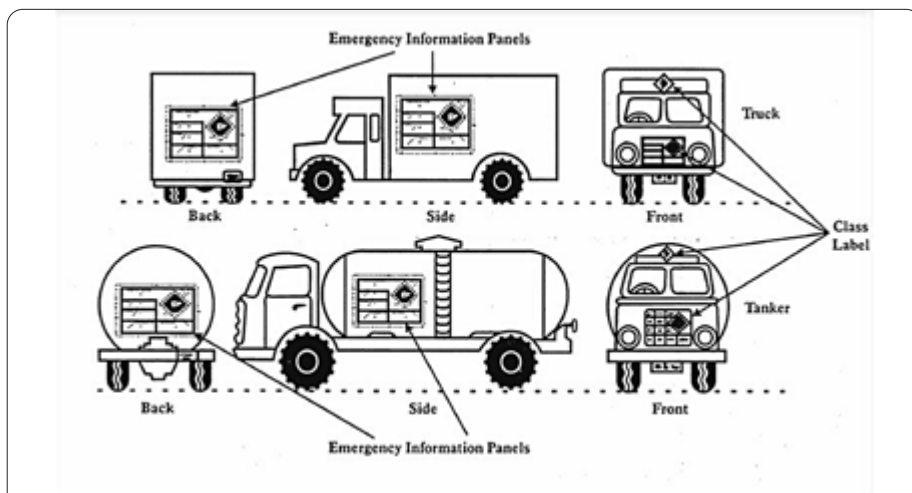 Emergency Information Panels
Truck
Back
Side
Front
Class
Label
Tanker
Back
Side
Front
Emergency Information Panels